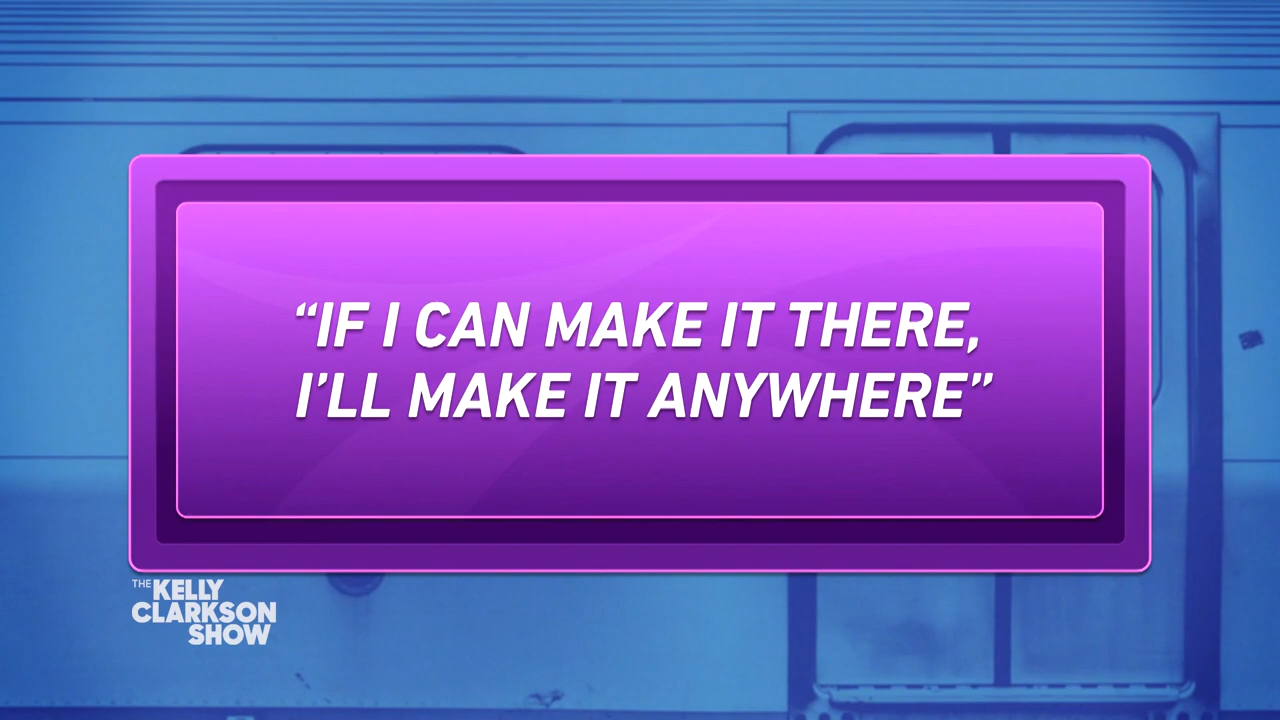 “IF I CAN MAKE IT THERE,
I’LL MAKE IT ANYWHERE”
THE KELLY
CLARKSON
SHOW